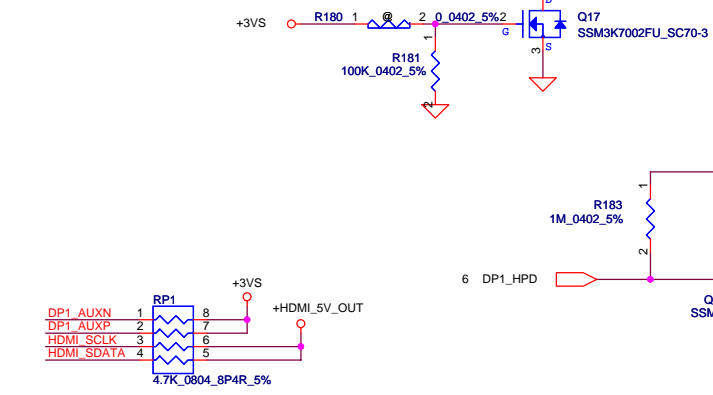 D
+3VS R180 1 @ 2 0_0402_5% 2 G Q17
SSM3K7002FU_SC70-3
3 S
1
R181
100K_0402_5%
2
1
R183
1M_0402_5%
2
6 DP1_HPD
+3VS
RP1
+HDMI_5V_OUT
Q
SSM
DP1_AUXN 1 8
DP1_AUXP 2 7
HDMI_SCLK 3 6
HDMI_SDATA 4 5
4.7K_0804_8P4R_5%